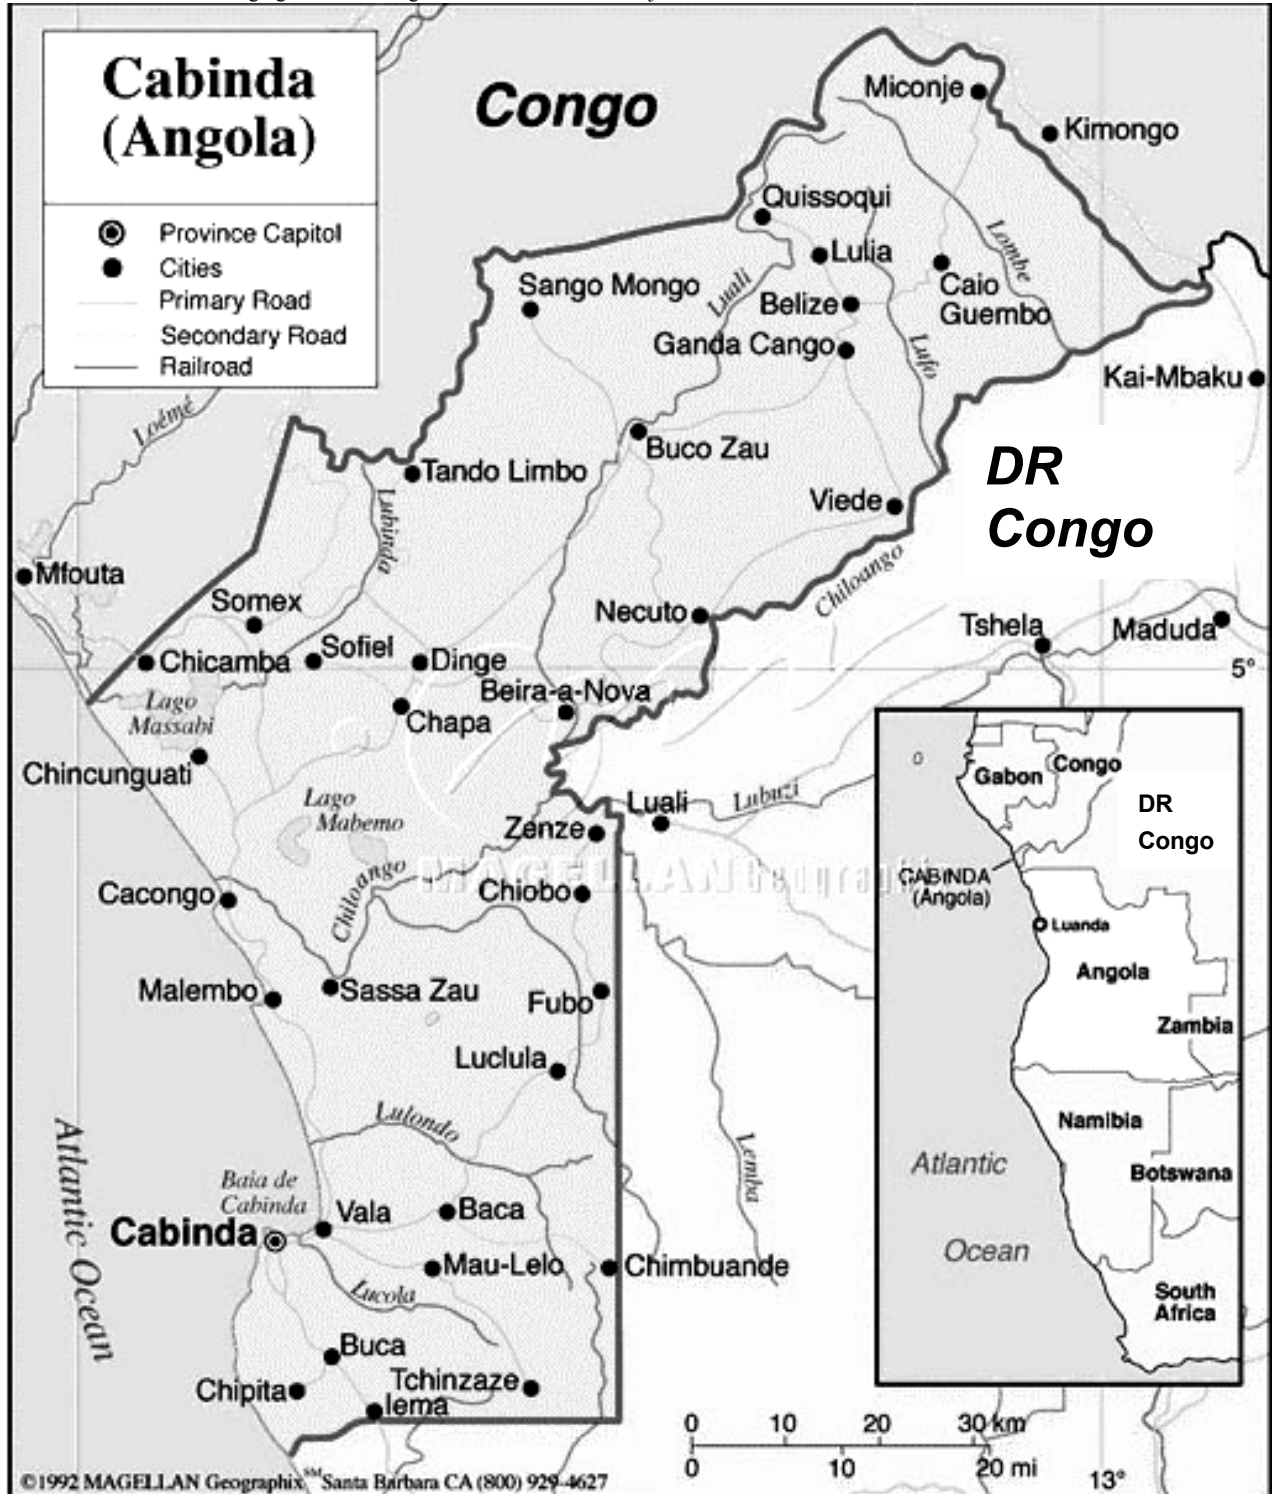 Cabinda
(Angola)
Province Capitol
Cities
Primary Road
Secondary Road
Railroad
Congo
Miconje
Kimongo
Quissoqui
Lulia
Lombe
Sango Mongo
Luali
Belize
Caio
Guembo
Ganda Cango
Lufo
Kai-Mbaku
Loémé
Buco Zau
Tando Limbo
DR
Congo
Viede
Lubinda
Chiloango
Mfouta
Somex
Necuto
Tshela
Maduda
Chicamba
Sofiel
Dinge
5°
Beira-a-Nova
Lago
Massabi
Chapa
Chincunguati
Lago
Mabemo
Luali
Lubuzi
Zenze
MAGELLAN Geographix
Chiloango
Cacongo
Chiobo
Malembo
Sassa Zau
Fubo
Luclula
Lulondo
Lemba
Atlantic Ocean
Baia de
Cabinda
Cabinda
Vala
Baca
Mau-Lelo
Chimbuande
Lucola
Buca
Chipita
Tchinzaze
Iema
0
Gabon
Congo
DR
Congo
CABINDA
(Angola)
Luanda
Angola
Zambia
Namibia
Atlantic
Botswana
Ocean
South
Africa
0 10 20 30 km
0 10 20 mi
13°
©1992 MAGELLAN Geographix℠ Santa Barbara CA (800) 929-4627